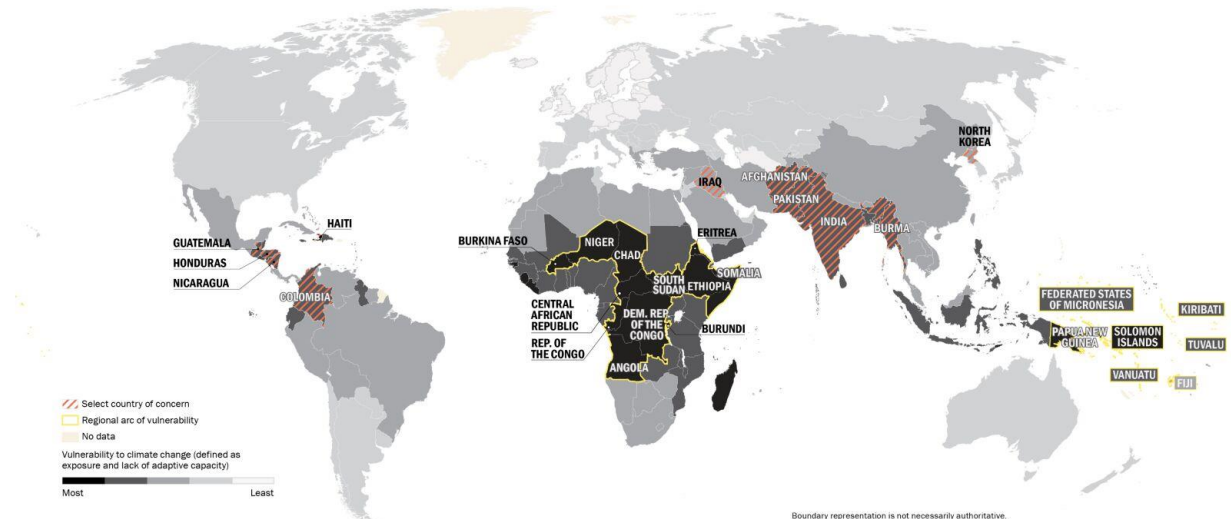 NORTH
KOREA
IRAQ
AFGHANISTAN
PAKISTAN
INDIA
BURMA
HAITI
GUATEMALA
HONDURAS
NICARAGUA
COLOMBIA
BURKINA FASO
NIGER
CHAD
ERITREA
SOUTH
SUDAN
SOMALIA
ETHIOPIA
CENTRAL
AFRICAN
REPUBLIC
DEM. REP.
OF THE
CONGO
BURUNDI
REP. OF
THE CONGO
ANGOLA
FEDERATED STATES
OF MICRONESIA
KIRIBATI
PAPUA NEW
GUINEA
SOLOMON
ISLANDS
TUVALU
VANUATU
FIJI
Select country of concern
Regional arc of vulnerability
No data
Vulnerability to climate change (defined as
exposure and lack of adaptive capacity)
Most
Least
Boundary representation is not necessarily authoritative.